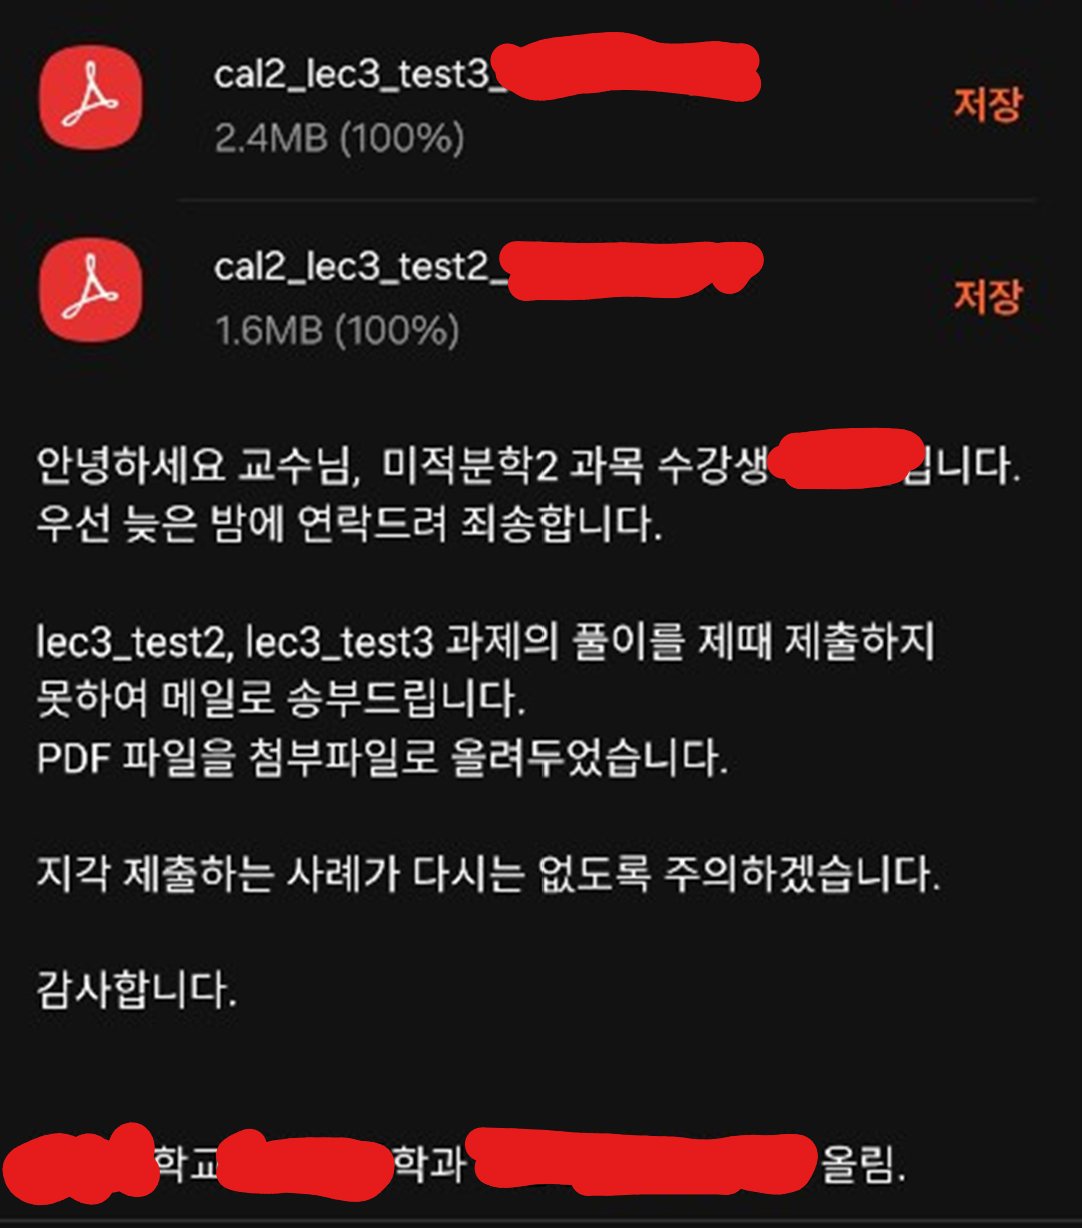 cal2_lec3_test3_
2.4MB (100%)
저장
cal2_lec3_test2_
1.6MB (100%)
저장
안녕하세요 교수님, 미적분학2 과목 수강생 입니다.
우선 늦은 밤에 연락드려 죄송합니다.
lec3_test2, lec3_test3 과제의 풀이를 제때 제출하지
못하여 메일로 송부드립니다.
PDF 파일을 첨부파일로 올려두었습니다.
지각 제출하는 사례가 다시는 없도록 주의하겠습니다.
감사합니다.
학교 학과 올림.